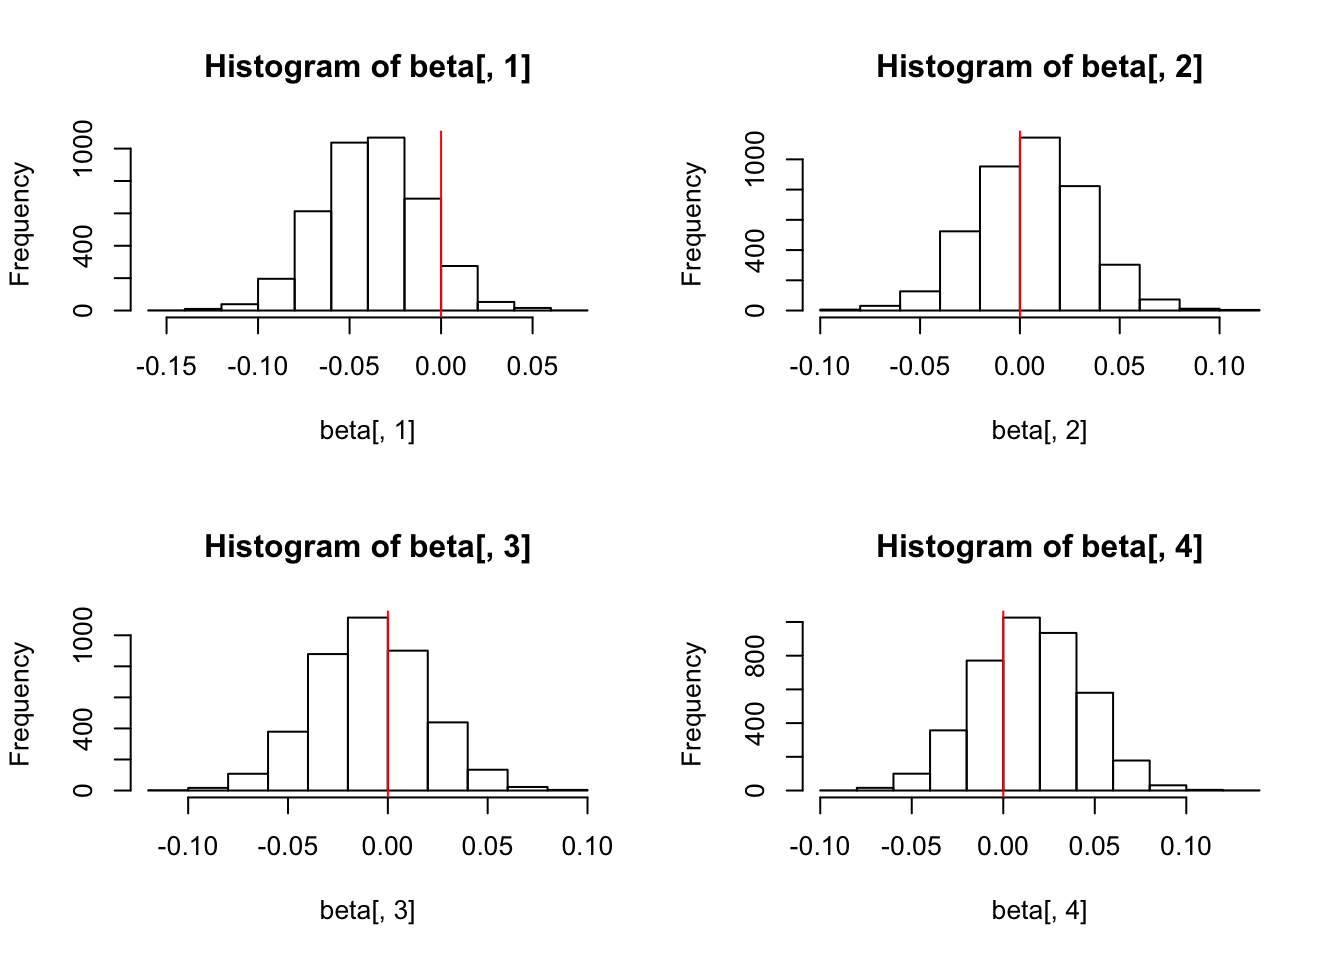 Histogram of beta[, 1]
Frequency
0 400 1000
-0.15 -0.10 -0.05 0.00 0.05
beta[, 1]
Histogram of beta[, 2]
Frequency
0 400 1000
-0.10 -0.05 0.00 0.05 0.10
beta[, 2]
Histogram of beta[, 3]
Frequency
0 400 1000
-0.10 -0.05 0.00 0.05 0.10
beta[, 3]
Histogram of beta[, 4]
Frequency
0 400 800
-0.10 -0.05 0.00 0.05 0.10
beta[, 4]